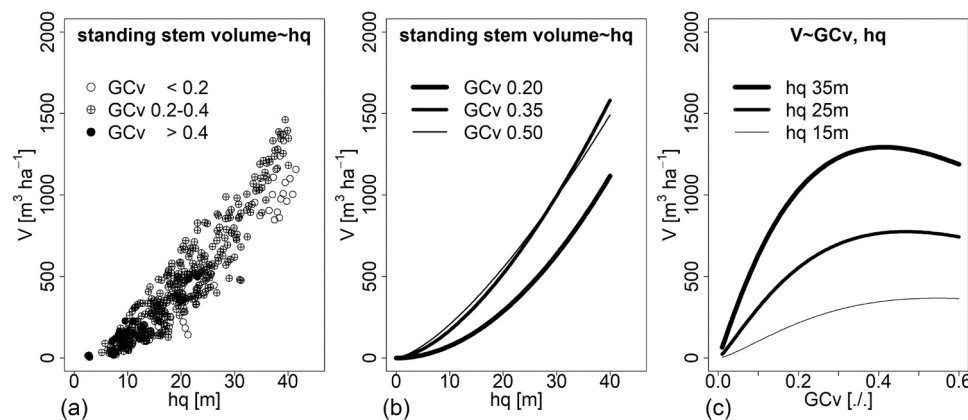 standing stem volume~hq
GCv < 0.2
GCv 0.2-0.4
GCv > 0.4
2000
1500
1000
500
0
V [m³ ha⁻¹]
0 10 20 30 40
hq [m]
(a)
standing stem volume~hq
GCv 0.20
GCv 0.35
GCv 0.50
2000
1500
1000
500
0
V [m³ ha⁻¹]
0 10 20 30 40
hq [m]
(b)
V~GCv, hq
hq 35m
hq 25m
hq 15m
2000
1500
1000
500
0
V [m³ ha⁻¹]
0.0 0.2 0.4 0.6
GCv [./.]
(c)